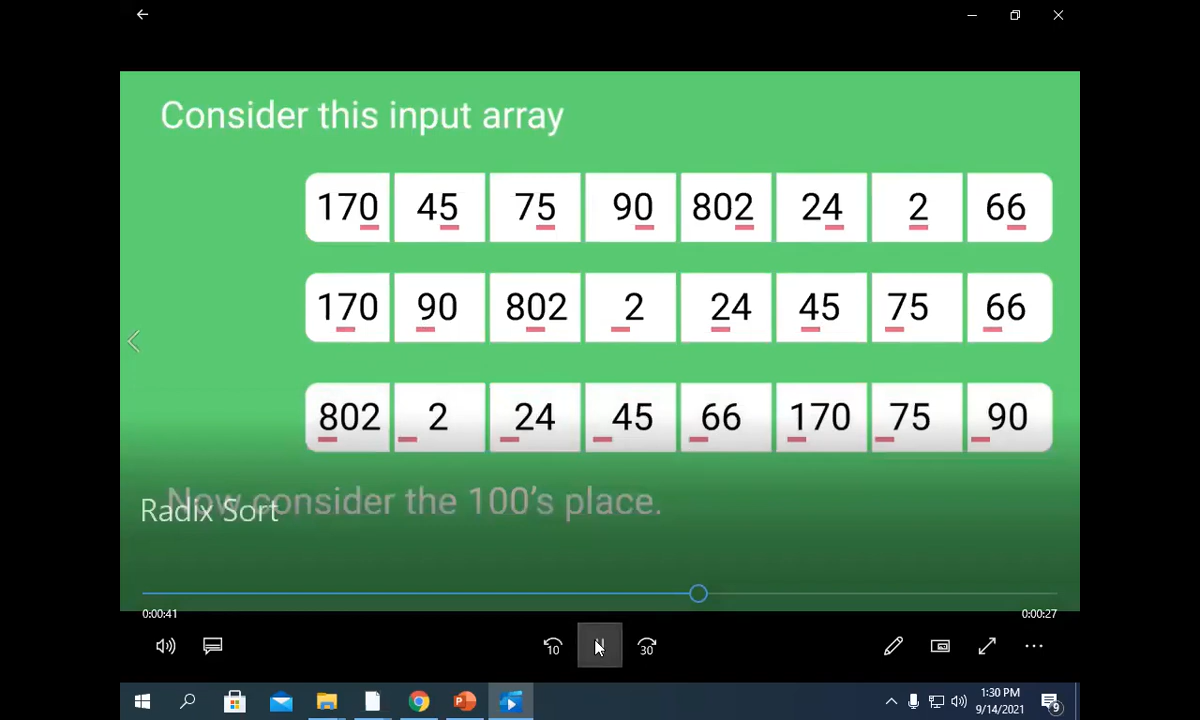 Consider this input array
170 45 75 90 802 24 2 66
170 90 802 2 24 45 75 66
802 2 24 45 66 170 75 90
Now consider the 100's place.
Radix Sort
0:00:41 0:00:27
10 30
1:30 PM
9/14/2021
9